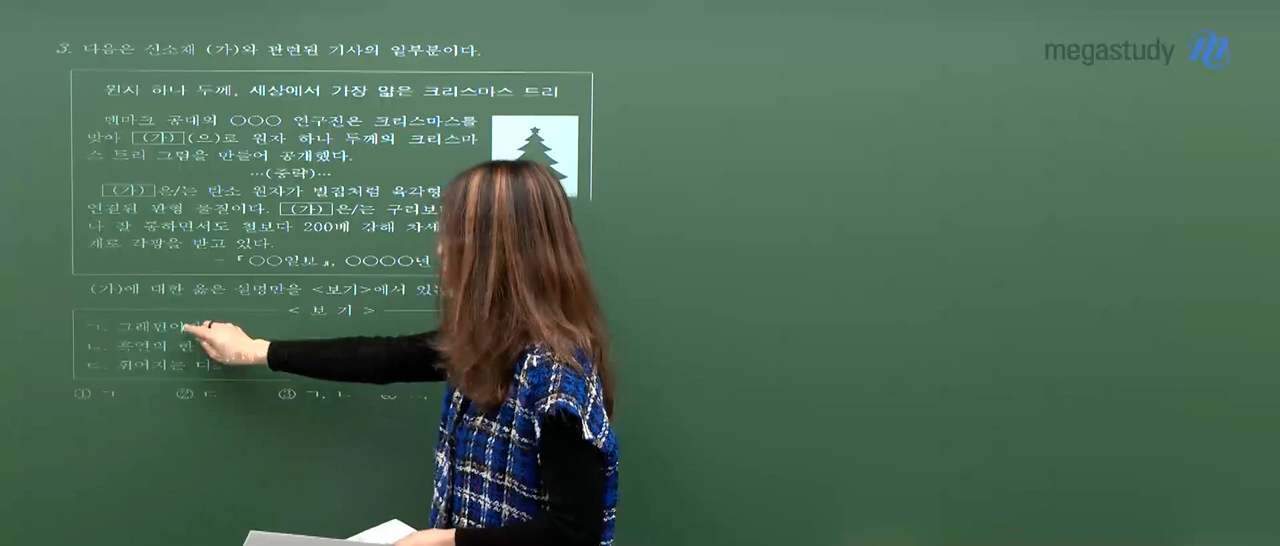 3. 다음은 신소재 (가)와 관련된 기사의 일부분이다.
megastudy
원자 하나 두께, 세상에서 가장 얇은 크리스마스 트리
덴마크 공대의 ○○○ 연구진은 크리스마스를
맞아 (가) (으)로 원자 하나 두께의 크리스마
스 트리 그림을 만들어 공개했다.
…(중략)…
(가) 은/는 탄소 원자가 벌집처럼 육각형
연결된 판형 물질이다. (가) 은/는 구리보
나 잘 통하면서도 철보다 200배 강해 차세
재로 각광을 받고 있다.
- 『○○일보』, ○○○○년
(가)에 대한 옳은 설명만을 <보기>에서 있는
< 보 기 >
ㄱ. 그래핀이
ㄴ. 흑연의 한
ㄷ. 휘어지는 디
① ㄱ ② ㄷ ③ ㄱ, ㄴ